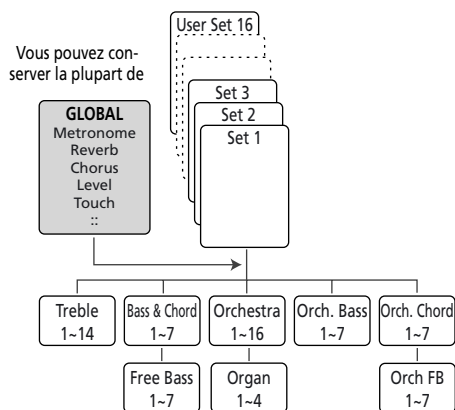 User Set 16
Vous pouvez con-
server la plupart de
Set 3
Set 2
Set 1
GLOBAL
Metronome
Reverb
Chorus
Level
Touch
::
Treble
1~14
Bass & Chord
1~7
Orchestra
1~16
Orch. Bass
1~7
Orch. Chord
1~7
Free Bass
1~7
Organ
1~4
Orch FB
1~7